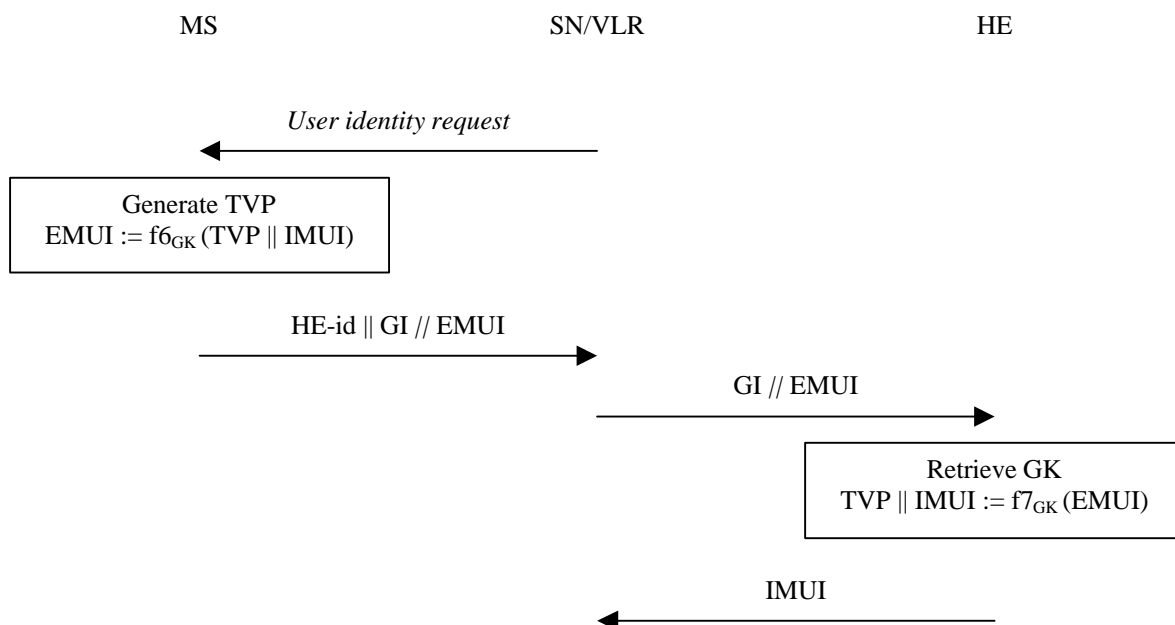 MS SN/VLR HE
User identity request
Generate TVP
EMUI := f6GK (TVP || IMUI)
HE-id || GI // EMUI
GI // EMUI
Retrieve GK
TVP || IMUI := f7GK (EMUI)
IMUI